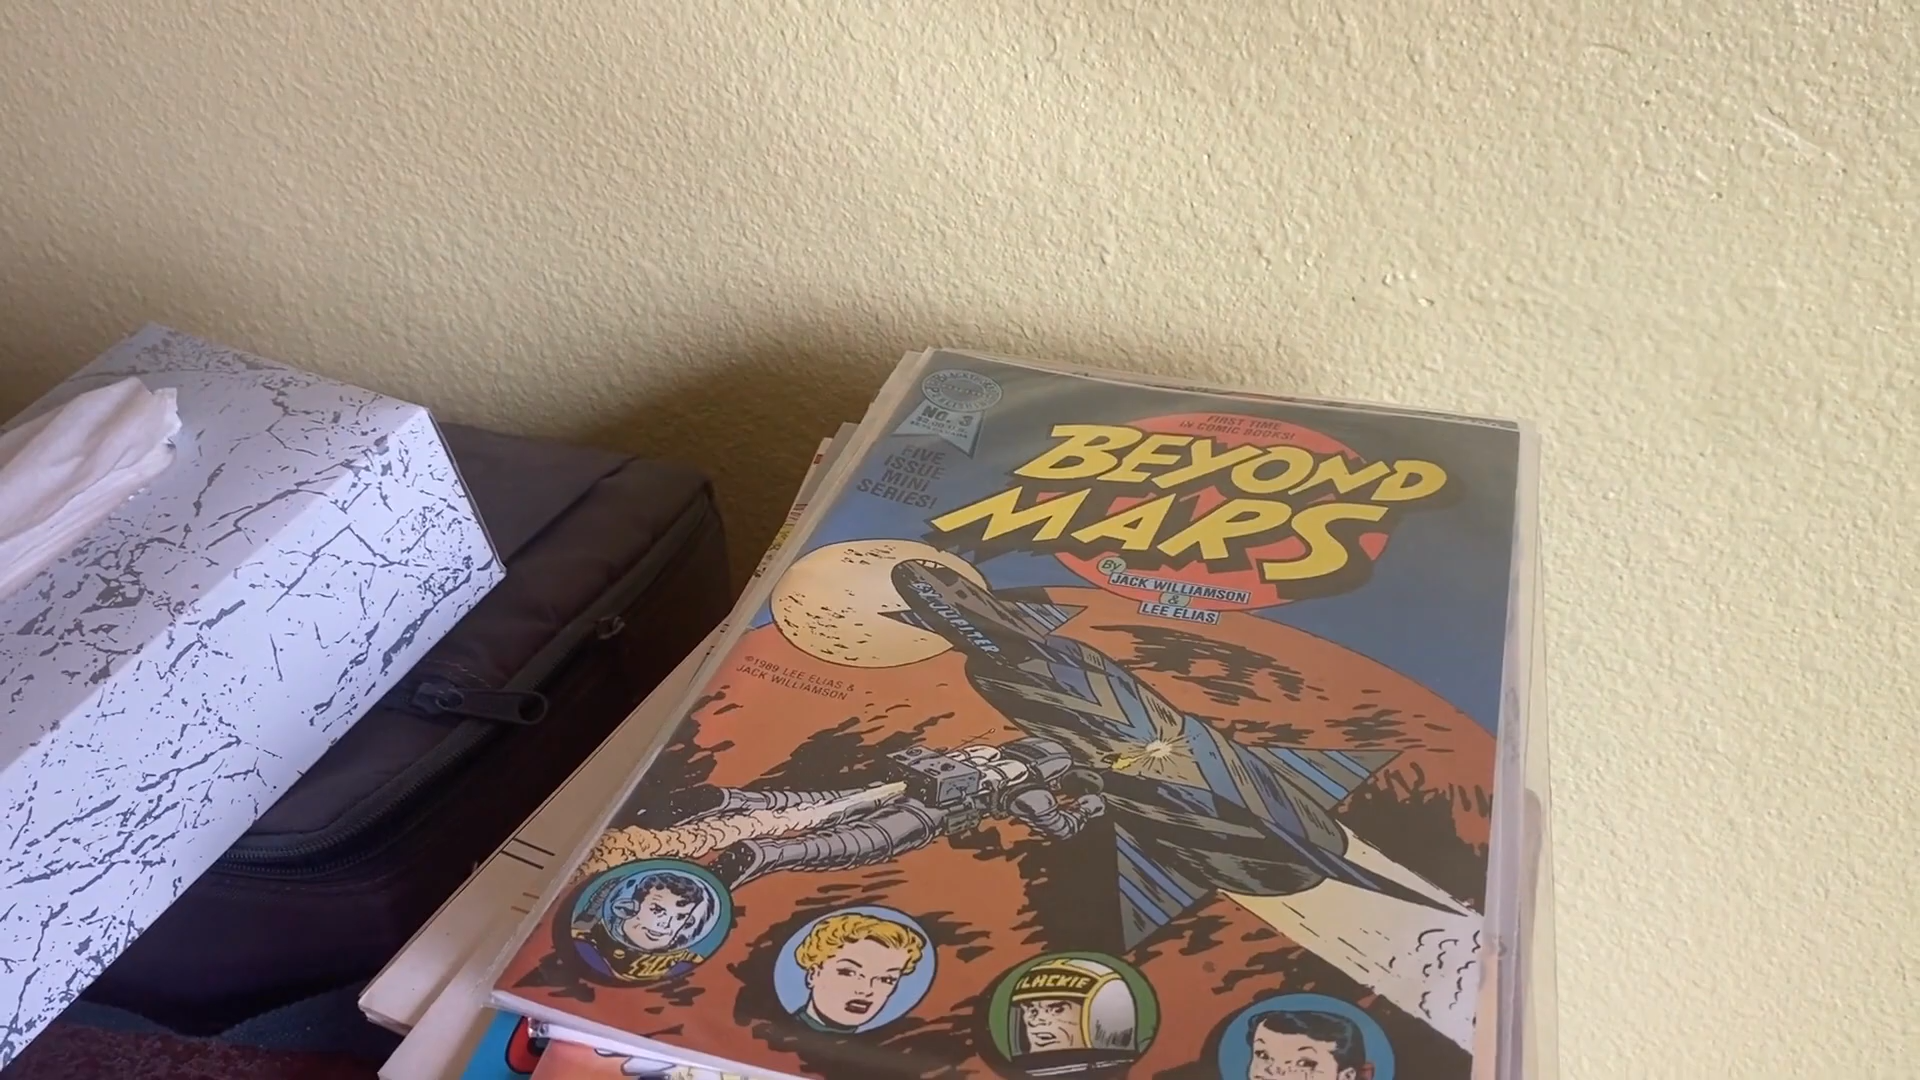 NO. 3
FIVE
ISSUE
MINI
SERIES!
FIRST TIME
IN COMIC BOOKS!
BEYOND
MARS
BY
JACK WILLIAMSON
&
LEE ELIAS
©1989 LEE ELIAS &
JACK WILLIAMSON